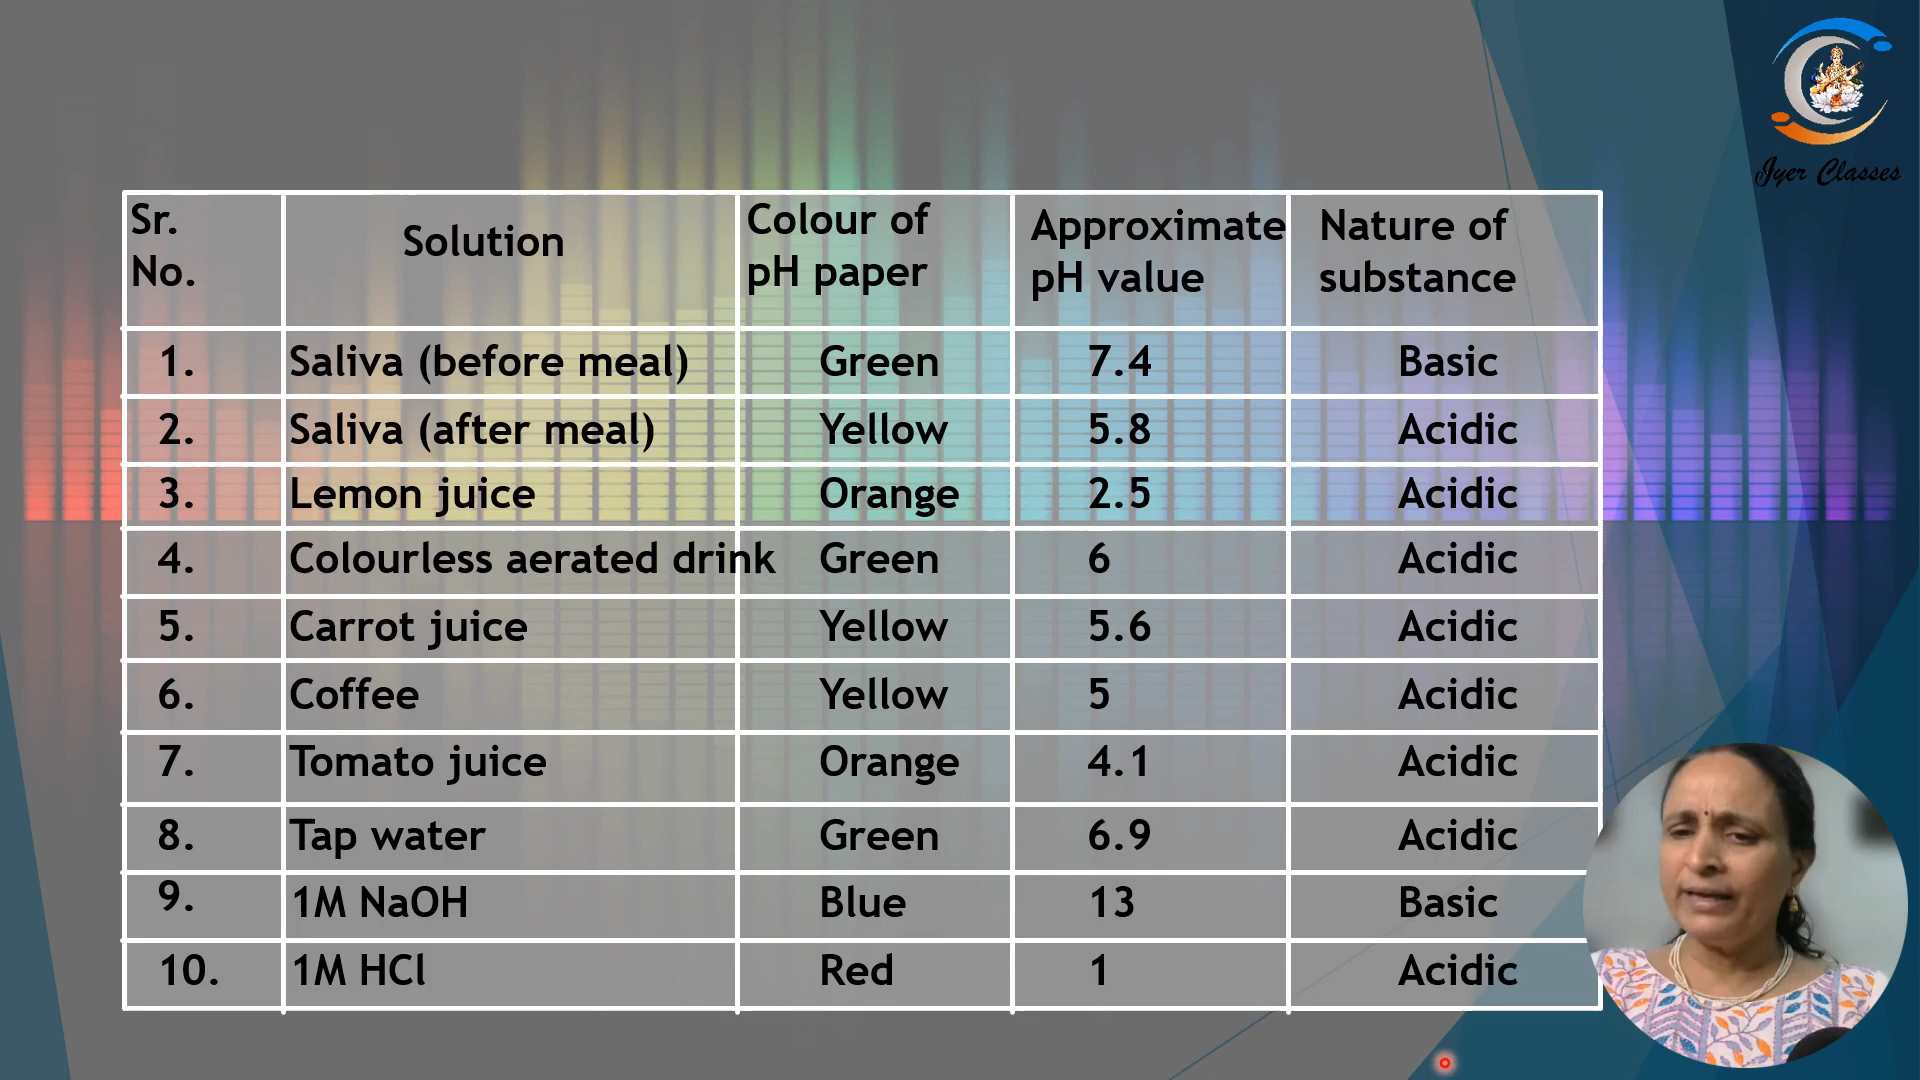 Iyer Classes
Sr. No. Solution Colour of pH paper Approximate pH value Nature of substance
1. Saliva (before meal) Green 7.4 Basic
2. Saliva (after meal) Yellow 5.8 Acidic
3. Lemon juice Orange 2.5 Acidic
4. Colourless aerated drink Green 6 Acidic
5. Carrot juice Yellow 5.6 Acidic
6. Coffee Yellow 5 Acidic
7. Tomato juice Orange 4.1 Acidic
8. Tap water Green 6.9 Acidic
9. 1M NaOH Blue 13 Basic
10. 1M HCl Red 1 Acidic